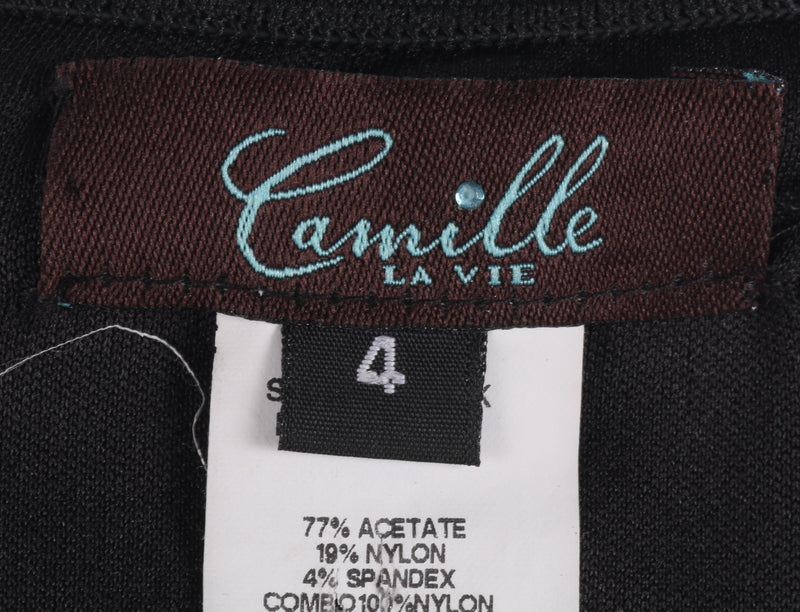 Camille
LA VIE
4
77% ACETATE
19% NYLON
4% SPANDEX
COMBO100%NYLON